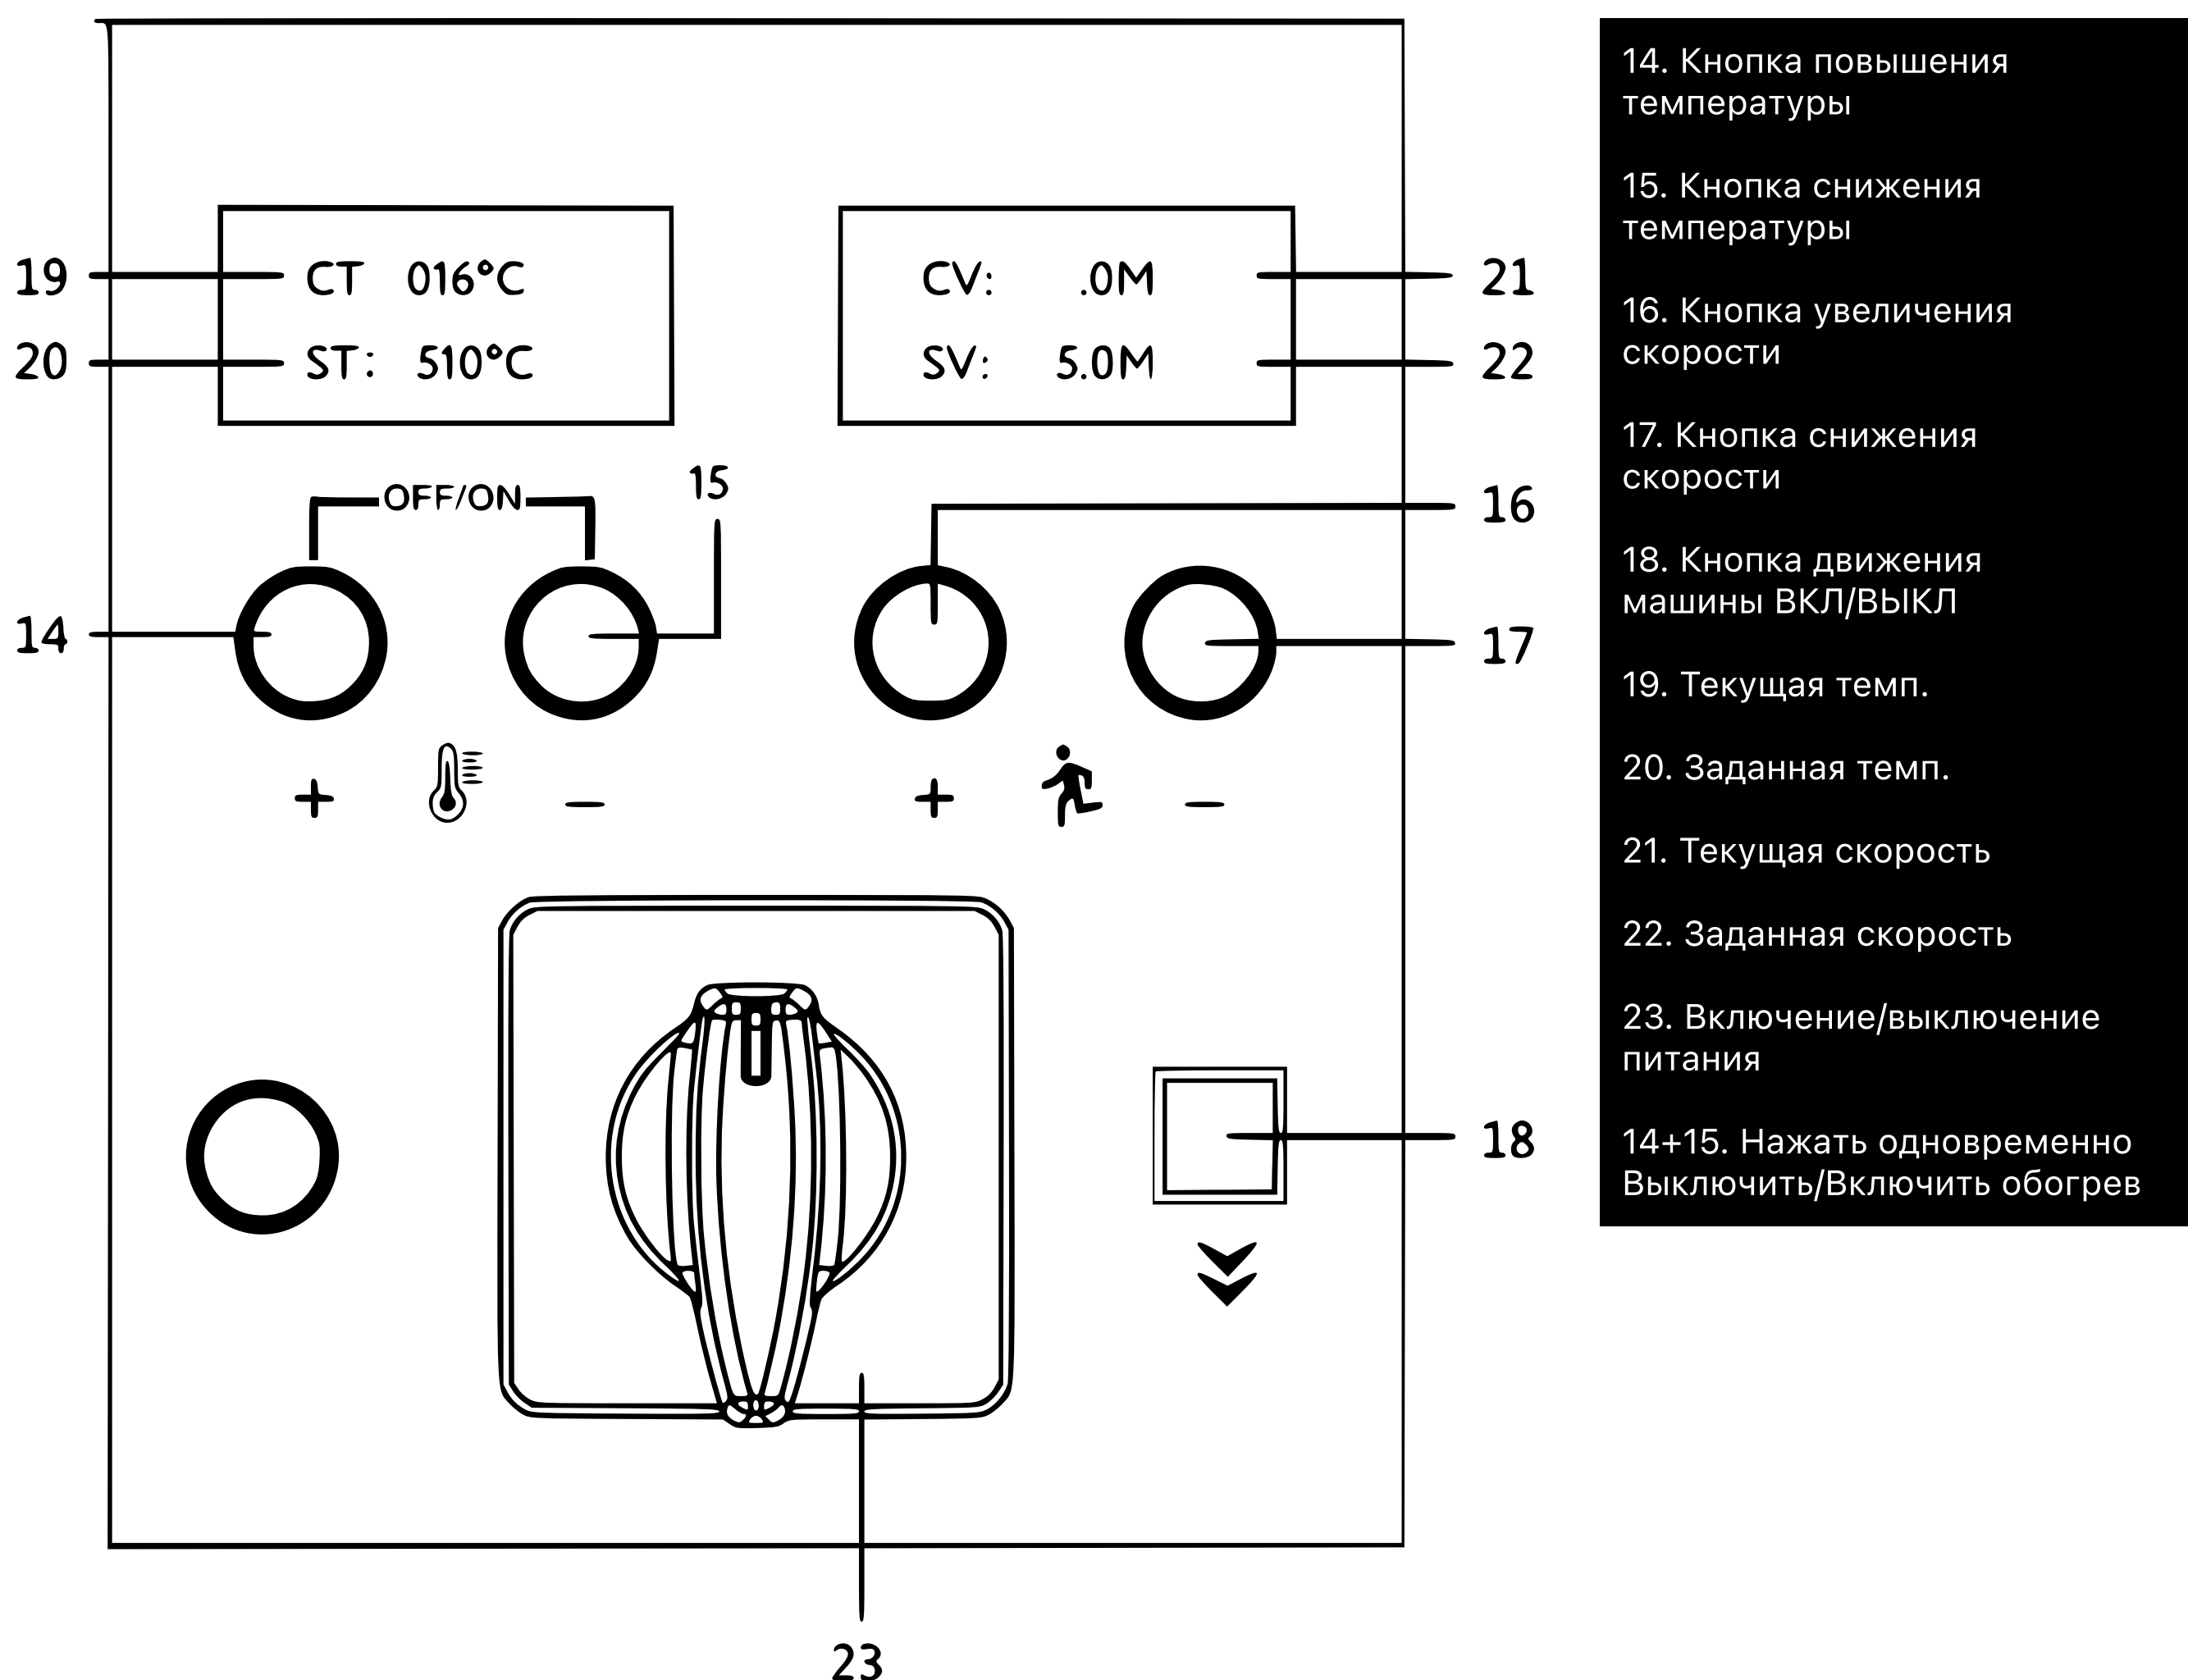 19
CT 016°C
CV: .0M
21
20
ST: 510°C
SV: 5.0M
22
15
OFF/ON
16
14
17
+
−
+
−
18
23
14. Кнопка повышения
температуры
15. Кнопка снижения
температуры
16. Кнопка увеличения
скорости
17. Кнопка снижения
скорости
18. Кнопка движения
машины ВКЛ/ВЫКЛ
19. Текущая темп.
20. Заданная темп.
21. Текущая скорость
22. Заданная скорость
23. Включение/выключение
питания
14+15. Нажать одновременно
Выключить/Включить обогрев